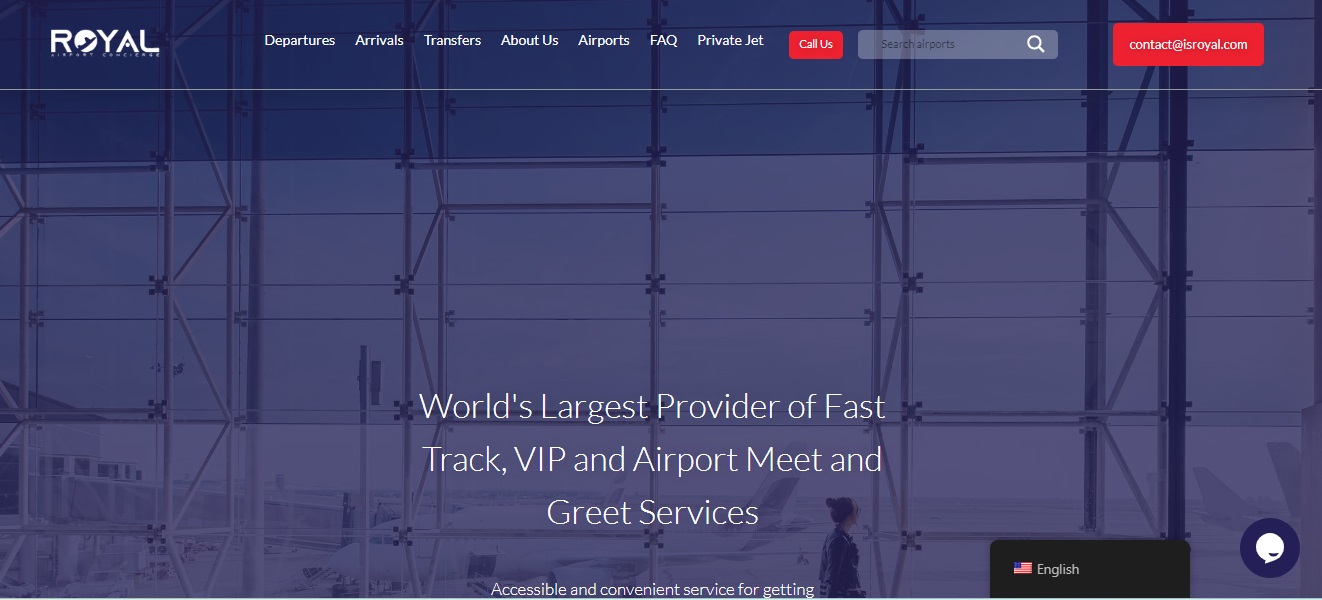 ROYAL
AIRPORT CONCIERGE
Departures Arrivals Transfers About Us Airports FAQ Private Jet
Call Us
Search airports
contact@isroyal.com
World's Largest Provider of Fast
Track, VIP and Airport Meet and
Greet Services
Accessible and convenient service for getting
English